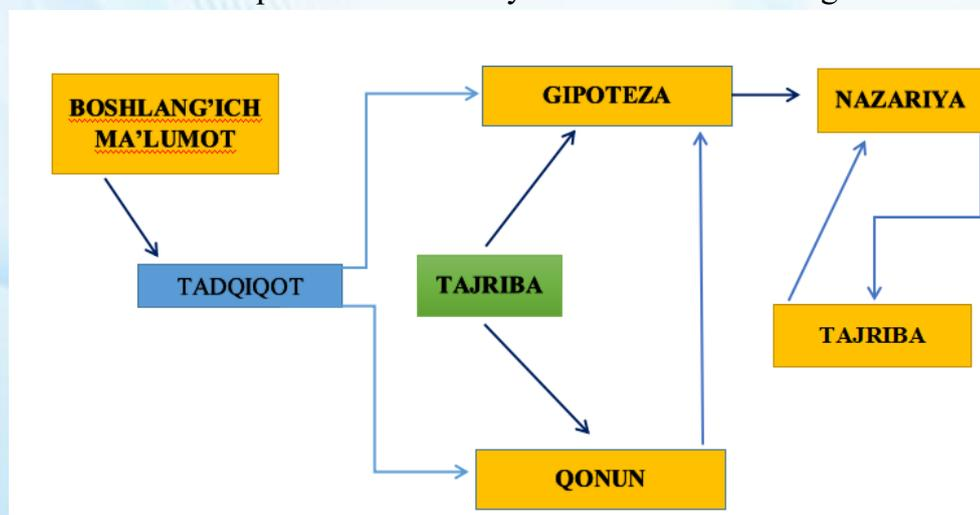 BOSHLANG’ICH
MA’LUMOT
GIPOTEZA
NAZARIYA
TADQIQOT
TAJRIBA
TAJRIBA
QONUN